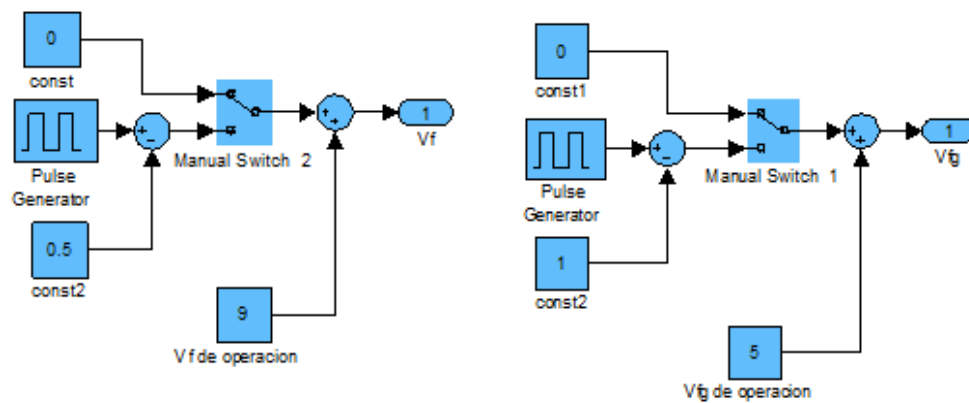 0
const
Pulse
Generator
+
-
0.5
const2
Manual Switch 2
+
+
9
Vf de operacion
1
Vf
0
const1
Pulse
Generator
+
-
1
const2
Manual Switch 1
+
+
5
Vfg de operacion
1
Vfg